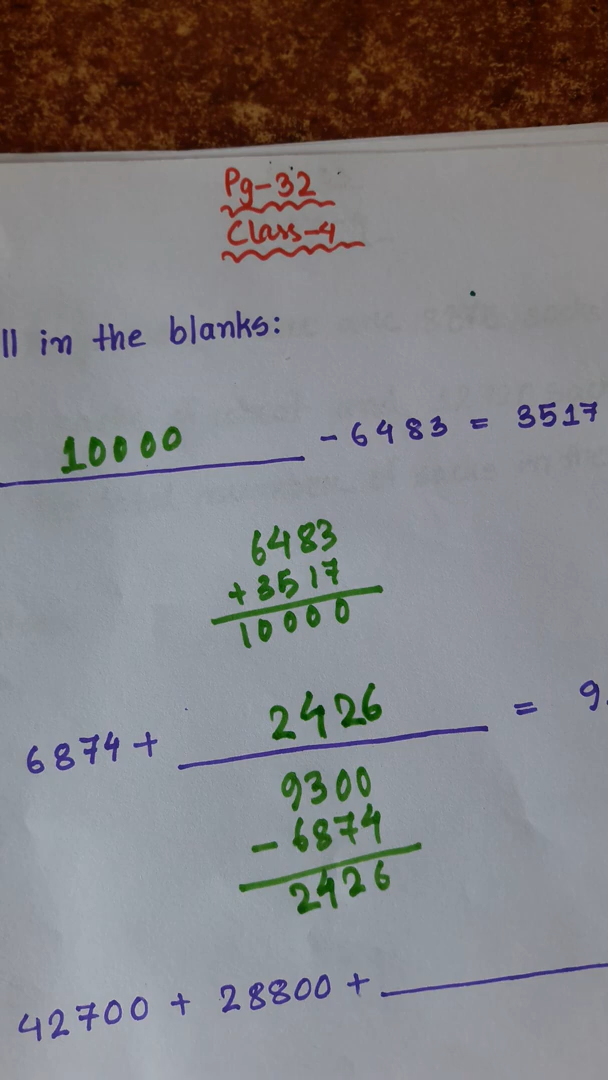 Pg-32
Class-4
ll in the blanks:
10000 - 6483 = 3517
6483
+3517
10000
6874 + 2426 = 9
9300
- 6874
2426
42700 + 28800 +